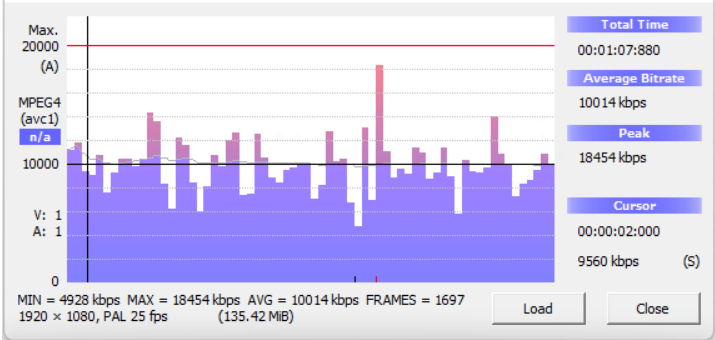 Max.
20000
(A)
MPEG4
(avc1)
n/a
10000
V: 1
A: 1
0
Total Time
00:01:07:880
Average Bitrate
10014 kbps
Peak
18454 kbps
Cursor
00:00:02:000
9560 kbps (S)
MIN = 4928 kbps MAX = 18454 kbps AVG = 10014 kbps FRAMES = 1697
1920 × 1080, PAL 25 fps (135.42 MiB)
Load
Close